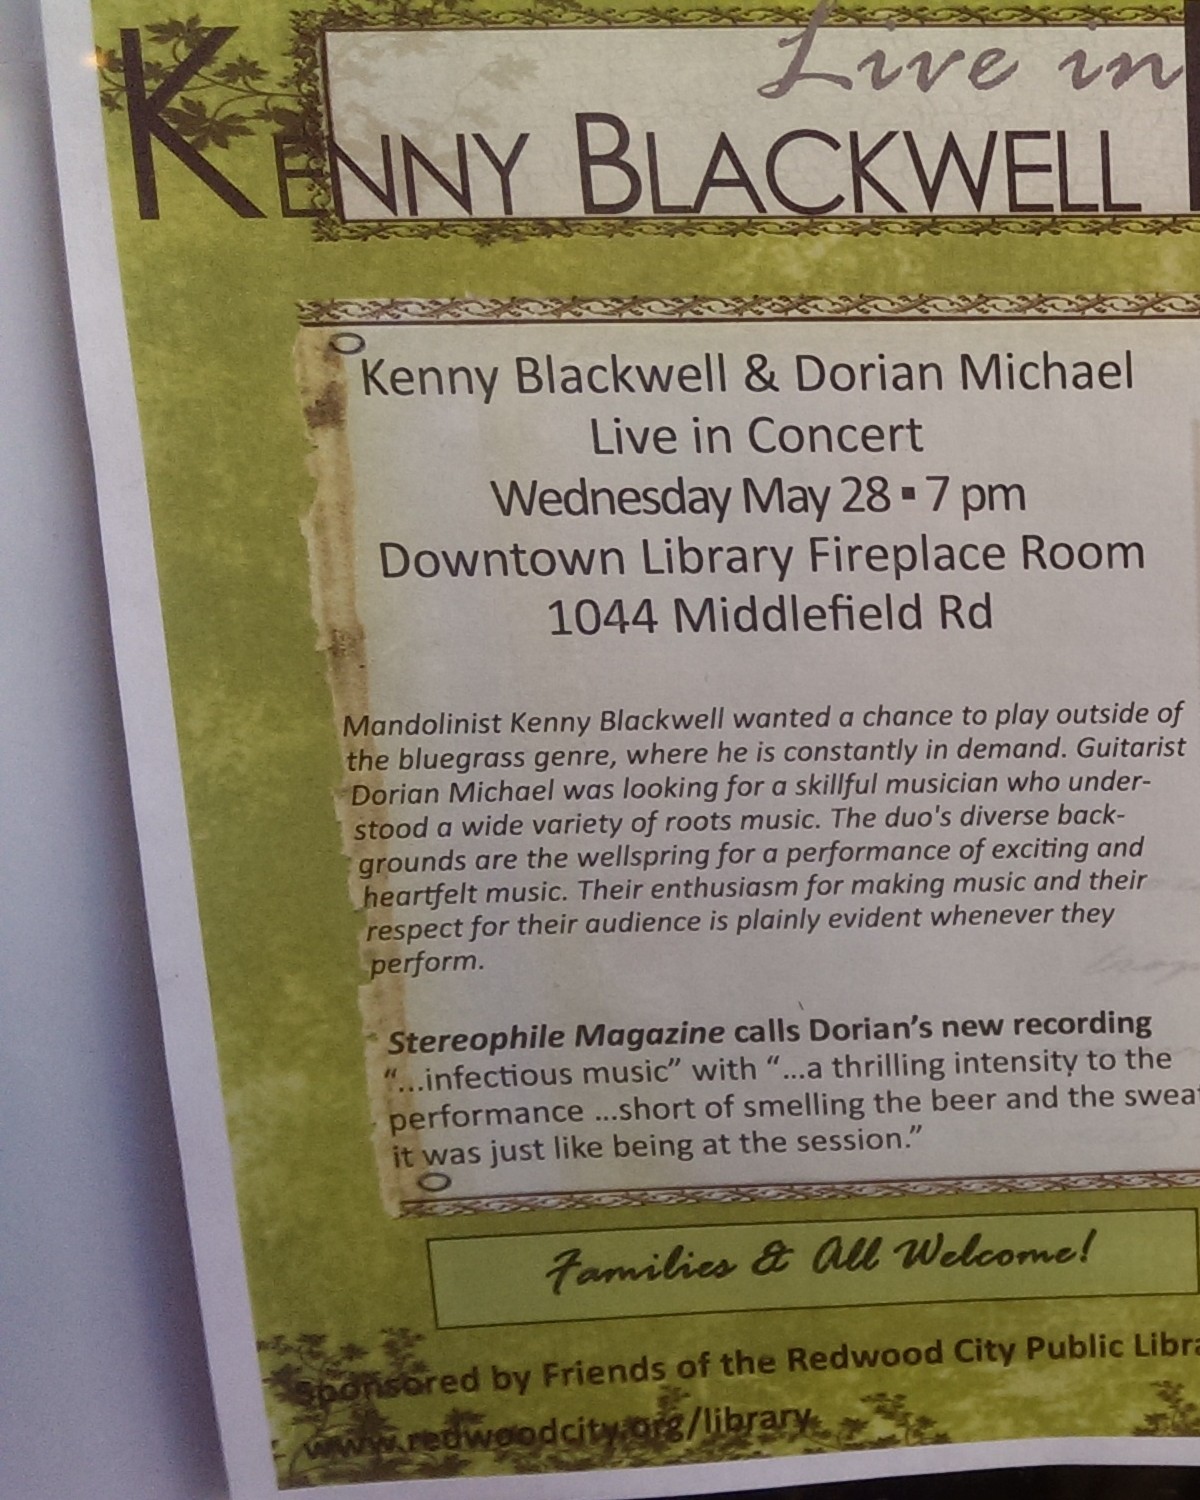 Live in
KENNY BLACKWELL
Kenny Blackwell & Dorian Michael
Live in Concert
Wednesday May 28 ▪ 7 pm
Downtown Library Fireplace Room
1044 Middlefield Rd
Mandolinist Kenny Blackwell wanted a chance to play outside of
the bluegrass genre, where he is constantly in demand. Guitarist
Dorian Michael was looking for a skillful musician who under-
stood a wide variety of roots music. The duo's diverse back-
grounds are the wellspring for a performance of exciting and
heartfelt music. Their enthusiasm for making music and their
respect for their audience is plainly evident whenever they
perform.
Stereophile Magazine calls Dorian’s new recording
“...infectious music” with “...a thrilling intensity to the
performance ...short of smelling the beer and the sweat
it was just like being at the session.”
Families & All Welcome!
Sponsored by Friends of the Redwood City Public Libra
www.redwoodcity.org/library